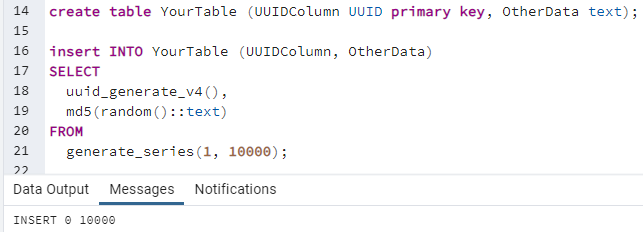 14 create table YourTable (UUIDColumn UUID primary key, OtherData text);
15
16 insert INTO YourTable (UUIDColumn, OtherData)
17 SELECT
18 uuid_generate_v4(),
19 md5(random()::text)
20 FROM
21 generate_series(1, 10000);
22
Data Output Messages Notifications
INSERT 0 10000